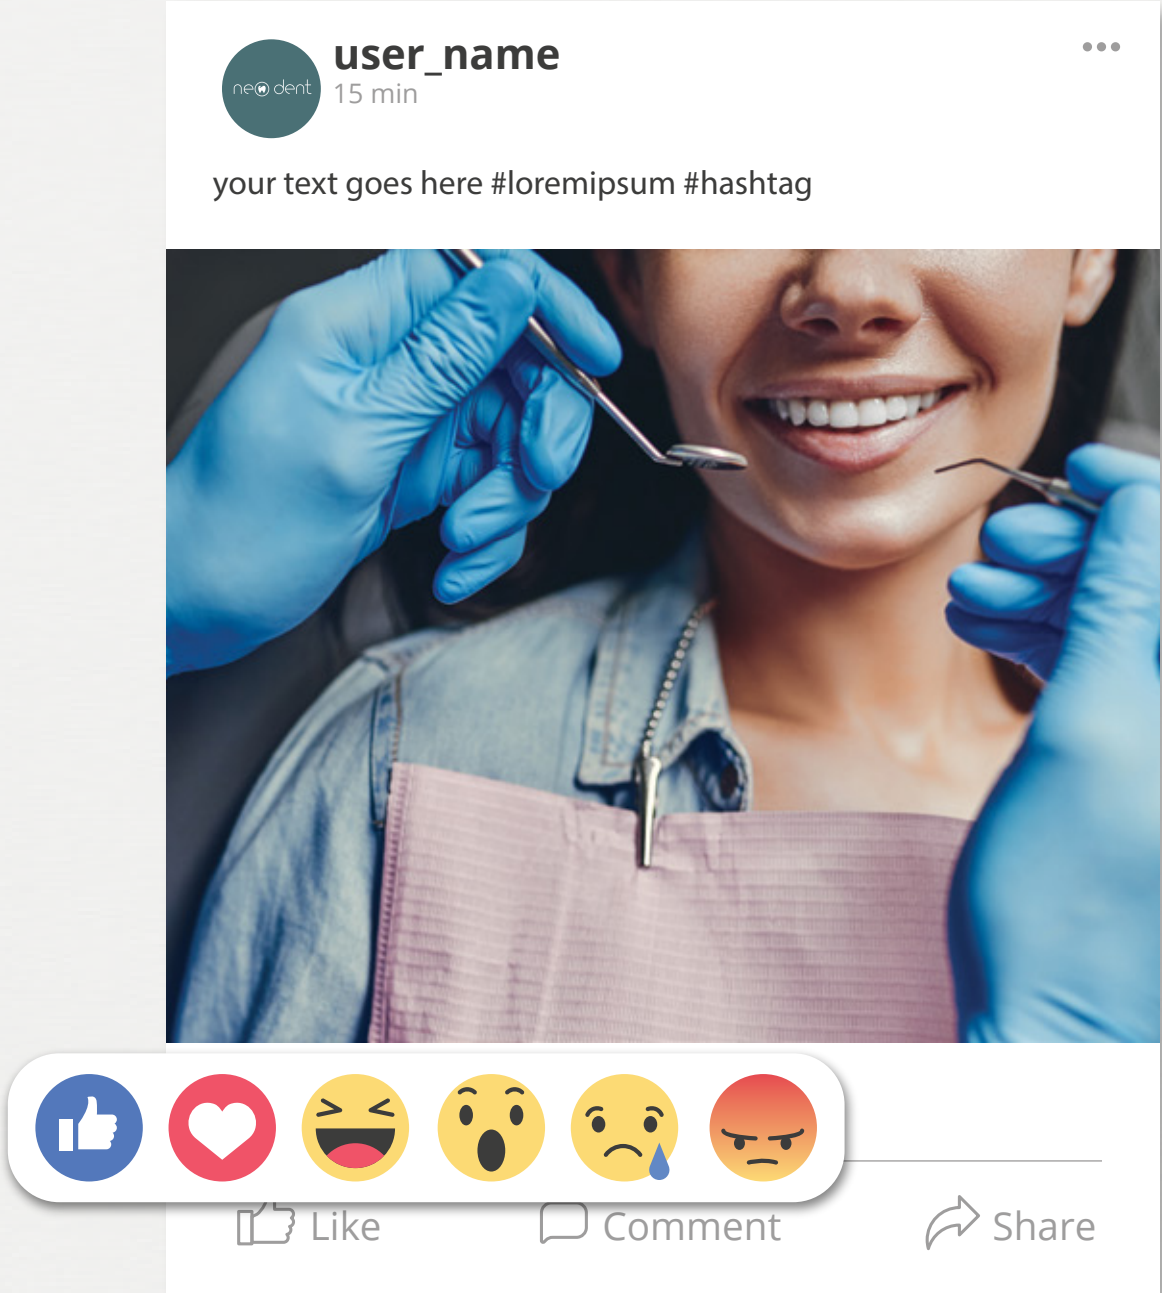 neo dent
user_name
15 min
your text goes here #loremipsum #hashtag
Like
Comment
Share